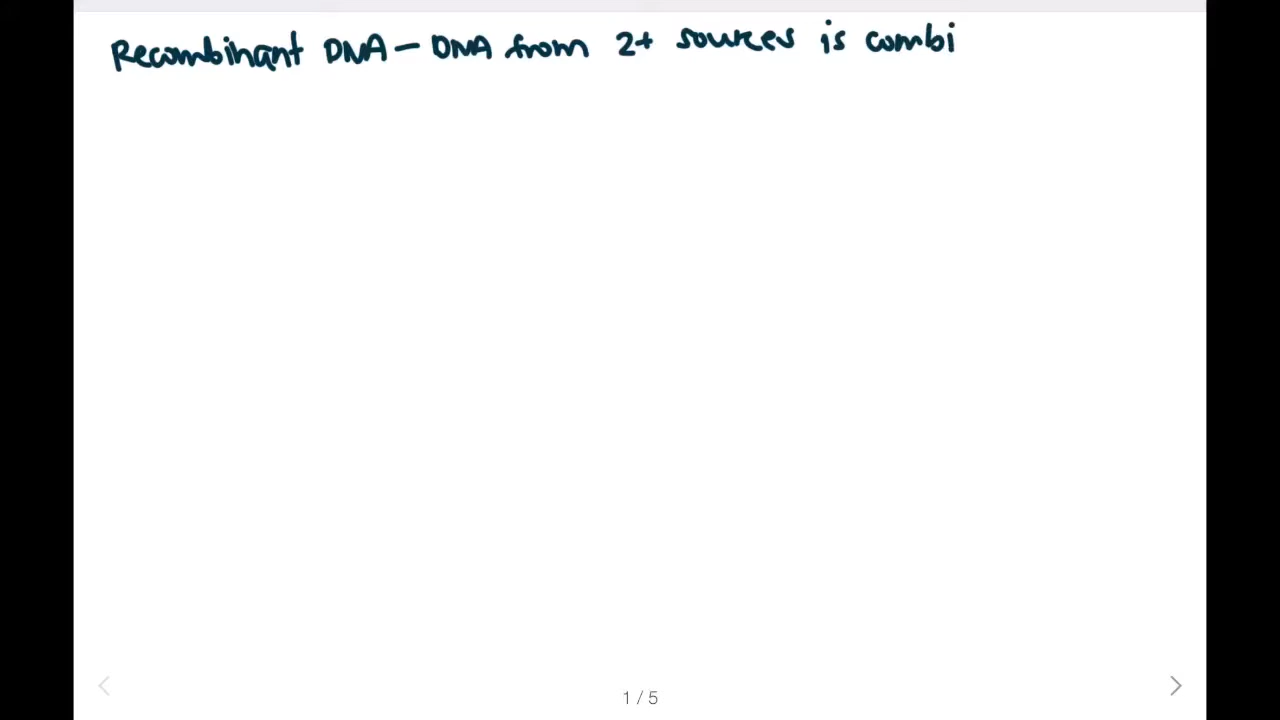 Recombinant DNA — DNA from 2+ sources is combi
1 / 5